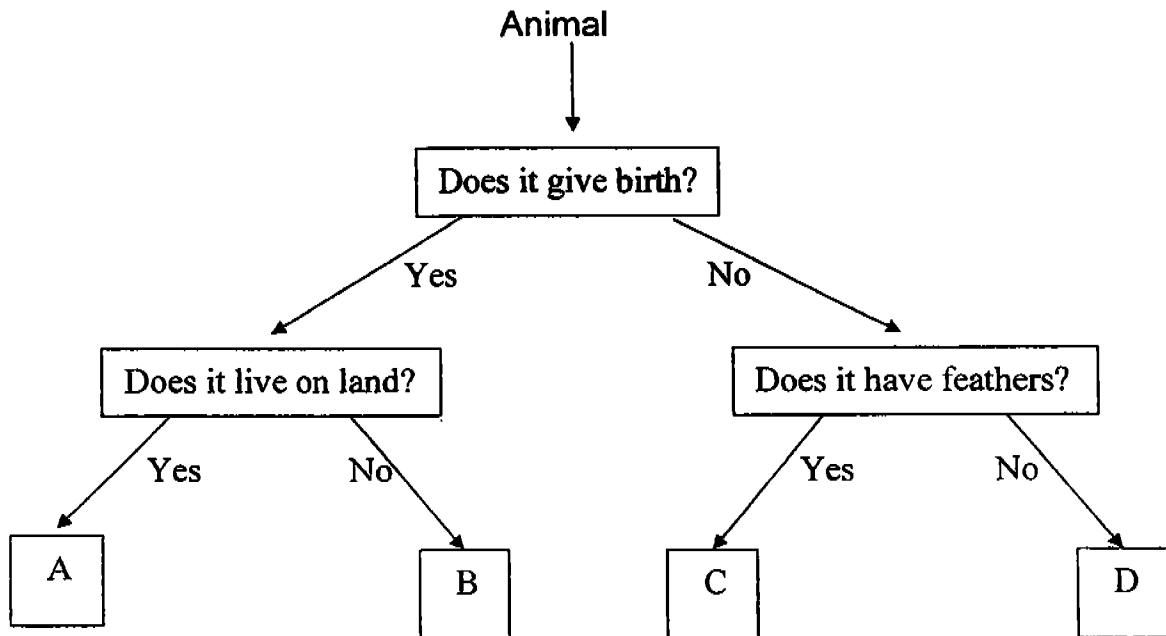 Animal
Does it give birth?
Yes
No
Does it live on land?
Does it have feathers?
Yes
No
Yes
No
A
B
C
D